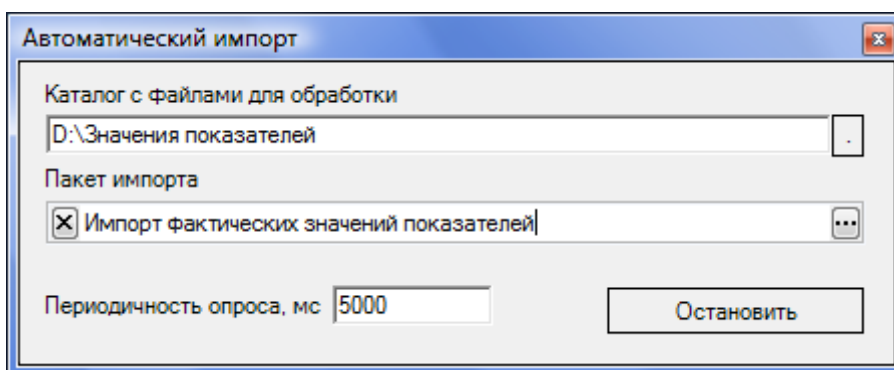 Автоматический импорт
Каталог с файлами для обработки
D:\Значения показателей
.
Пакет импорта
Импорт фактических значений показателей
...
Периодичность опроса, мс 5000
Остановить